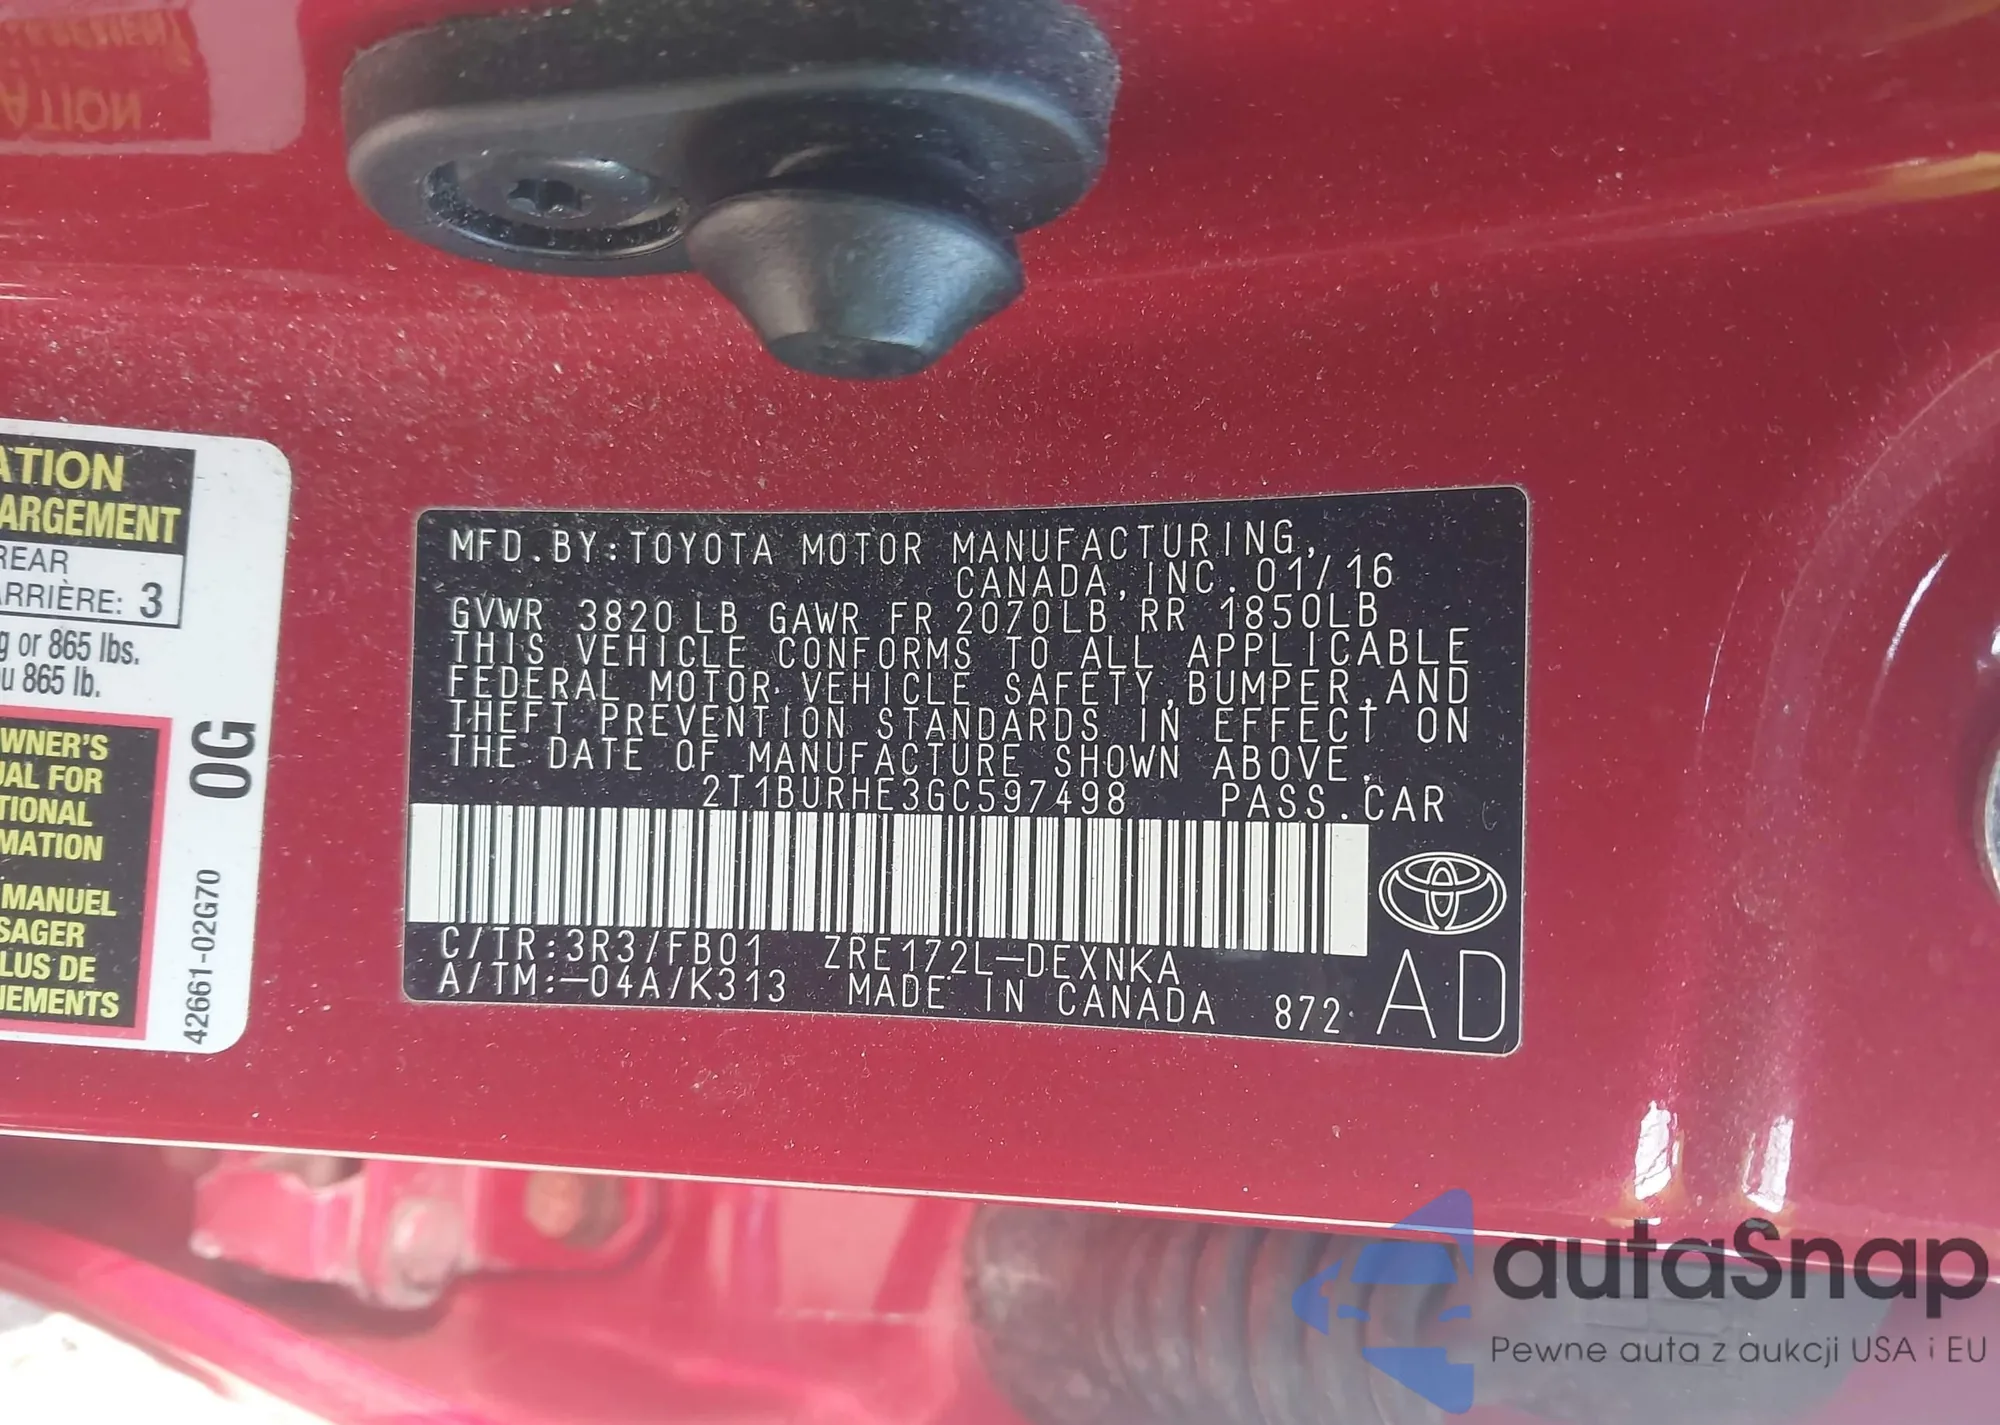 ATION
ARGEMENT
REAR
ARRIÈRE: 3
g or 865 lbs.
u 865 lb.
WNER'S
UAL FOR
TIONAL
MATION
MANUEL
SAGER
LUS DE
NEMENTS
0G
42661-02G70
MFD.BY:TOYOTA MOTOR MANUFACTURING,
CANADA,INC. 01/16
GVWR 3820LB GAWR FR 2070LB RR 1850LB
THIS VEHICLE CONFORMS TO ALL APPLICABLE
FEDERAL MOTOR VEHICLE SAFETY,BUMPER,AND
THEFT PREVENTION STANDARDS IN EFFECT ON
THE DATE OF MANUFACTURE SHOWN ABOVE.
2T1BURHE3GC597498 PASS.CAR
C/TR:3R3/FB01 ZRE172L-DEXNKA
A/TM:-04A/K313 MADE IN CANADA 872 AD
autaSnap
Pewne auta z aukcji USA i EU